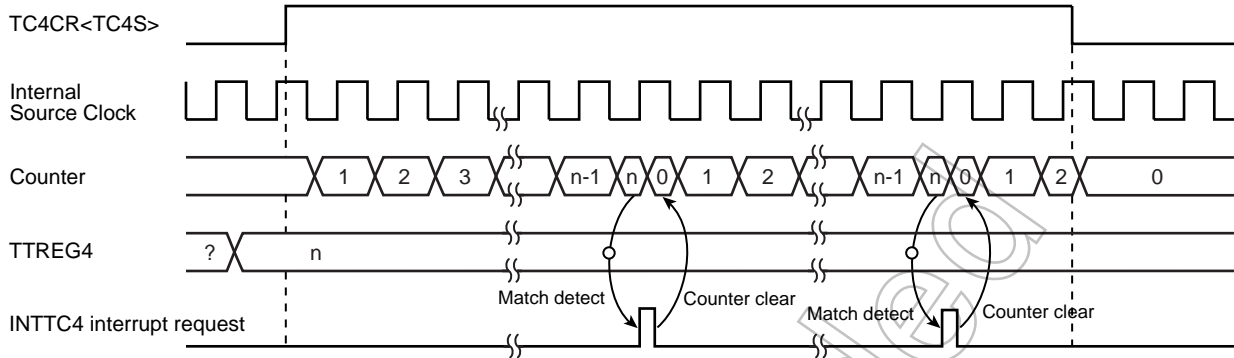 TC4CR<TC4S>
Internal
Source Clock
Counter 1 2 3 n-1 n 0 1 2 n-1 n 0 1 2 0
TTREG4 ? n
Match detect Counter clear Match detect Counter clear
INTTC4 interrupt request